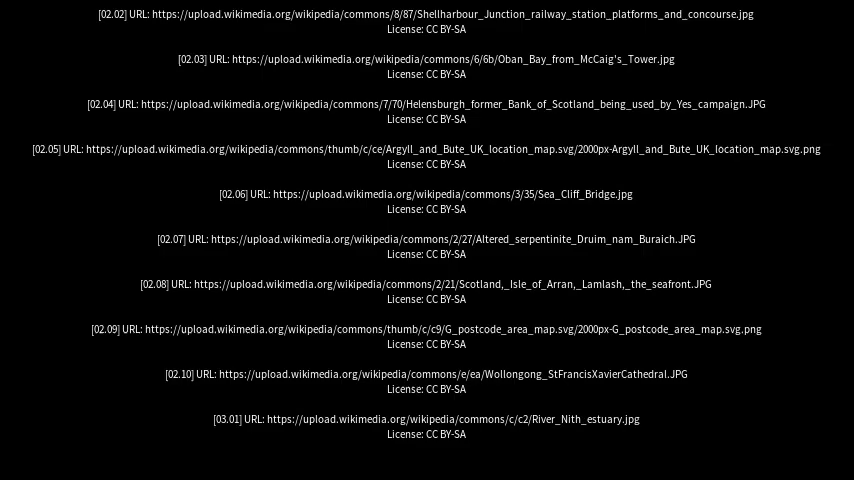 [02.02] URL: https://upload.wikimedia.org/wikipedia/commons/8/87/Shellharbour_Junction_railway_station_platforms_and_concourse.jpg
License: CC BY-SA
[02.03] URL: https://upload.wikimedia.org/wikipedia/commons/6/6b/Oban_Bay_from_McCaig's_Tower.jpg
License: CC BY-SA
[02.04] URL: https://upload.wikimedia.org/wikipedia/commons/7/70/Helensburgh_former_Bank_of_Scotland_being_used_by_Yes_campaign.JPG
License: CC BY-SA
[02.05] URL: https://upload.wikimedia.org/wikipedia/commons/thumb/c/ce/Argyll_and_Bute_UK_location_map.svg/2000px-Argyll_and_Bute_UK_location_map.svg.png
License: CC BY-SA
[02.06] URL: https://upload.wikimedia.org/wikipedia/commons/3/35/Sea_Cliff_Bridge.jpg
License: CC BY-SA
[02.07] URL: https://upload.wikimedia.org/wikipedia/commons/2/27/Altered_serpentinite_Druim_nam_Buraich.JPG
License: CC BY-SA
[02.08] URL: https://upload.wikimedia.org/wikipedia/commons/2/21/Scotland,_Isle_of_Arran,_Lamlash,_the_seafront.JPG
License: CC BY-SA
[02.09] URL: https://upload.wikimedia.org/wikipedia/commons/thumb/c/c9/G_postcode_area_map.svg/2000px-G_postcode_area_map.svg.png
License: CC BY-SA
[02.10] URL: https://upload.wikimedia.org/wikipedia/commons/e/ea/Wollongong_StFrancisXavierCathedral.JPG
License: CC BY-SA
[03.01] URL: https://upload.wikimedia.org/wikipedia/commons/c/c2/River_Nith_estuary.jpg
License: CC BY-SA